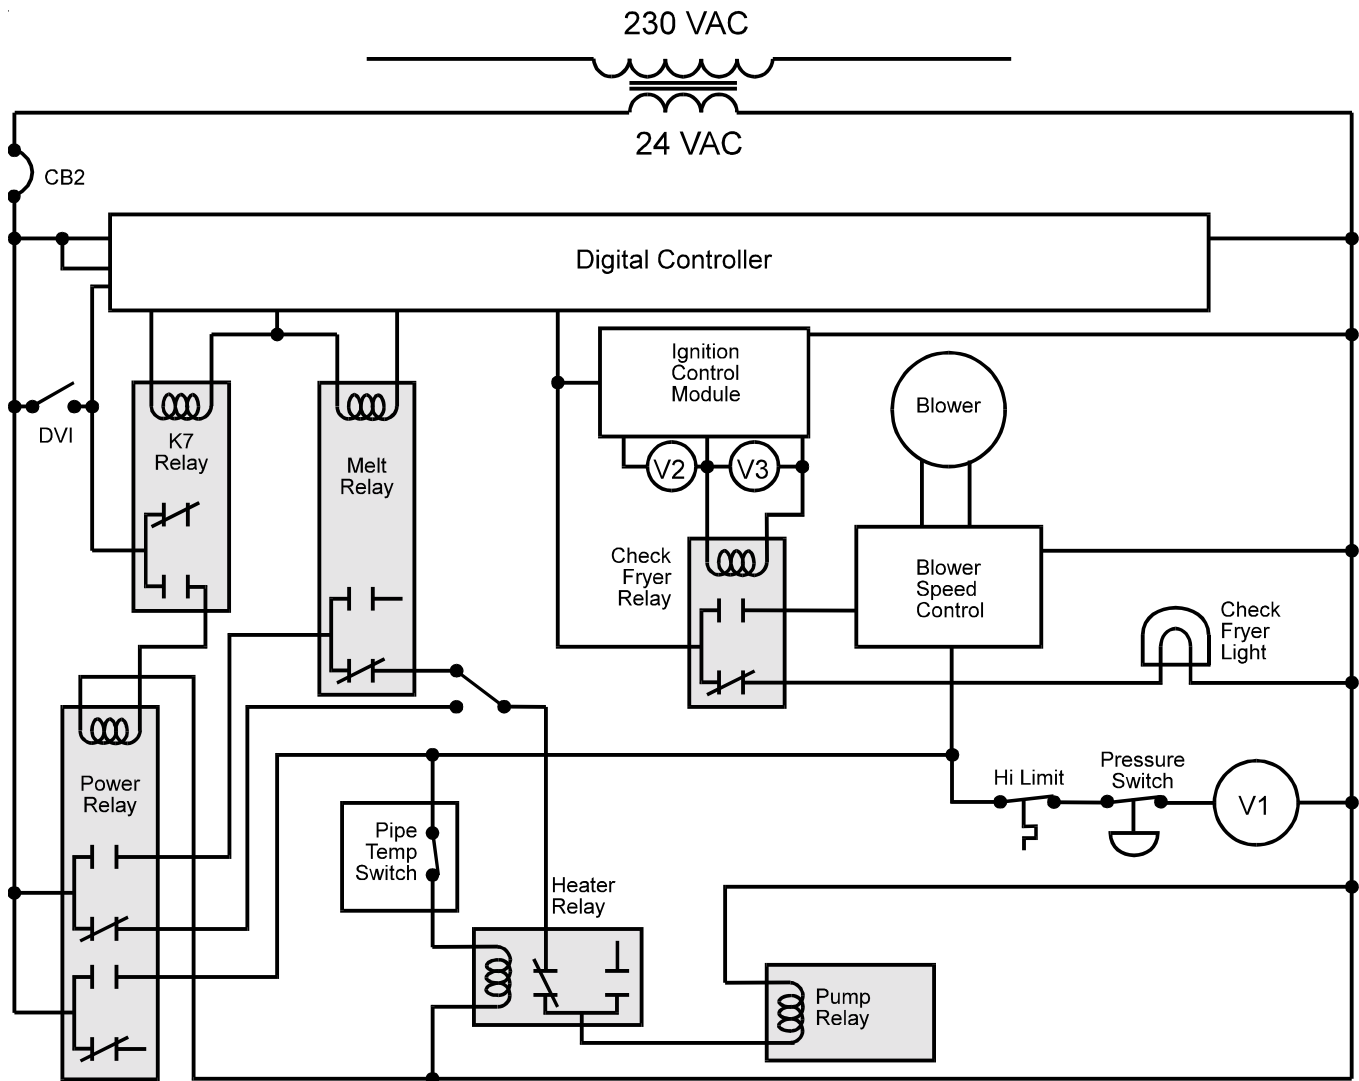 230 VAC
24 VAC
CB2
Digital Controller
Ignition
Control
Module
Blower
DVI
K7
Relay
Melt
Relay
V2
V3
Check
Fryer
Relay
Blower
Speed
Control
Check
Fryer
Light
Power
Relay
Hi Limit
Pressure
Switch
V1
Pipe
Temp
Switch
Heater
Relay
Pump
Relay